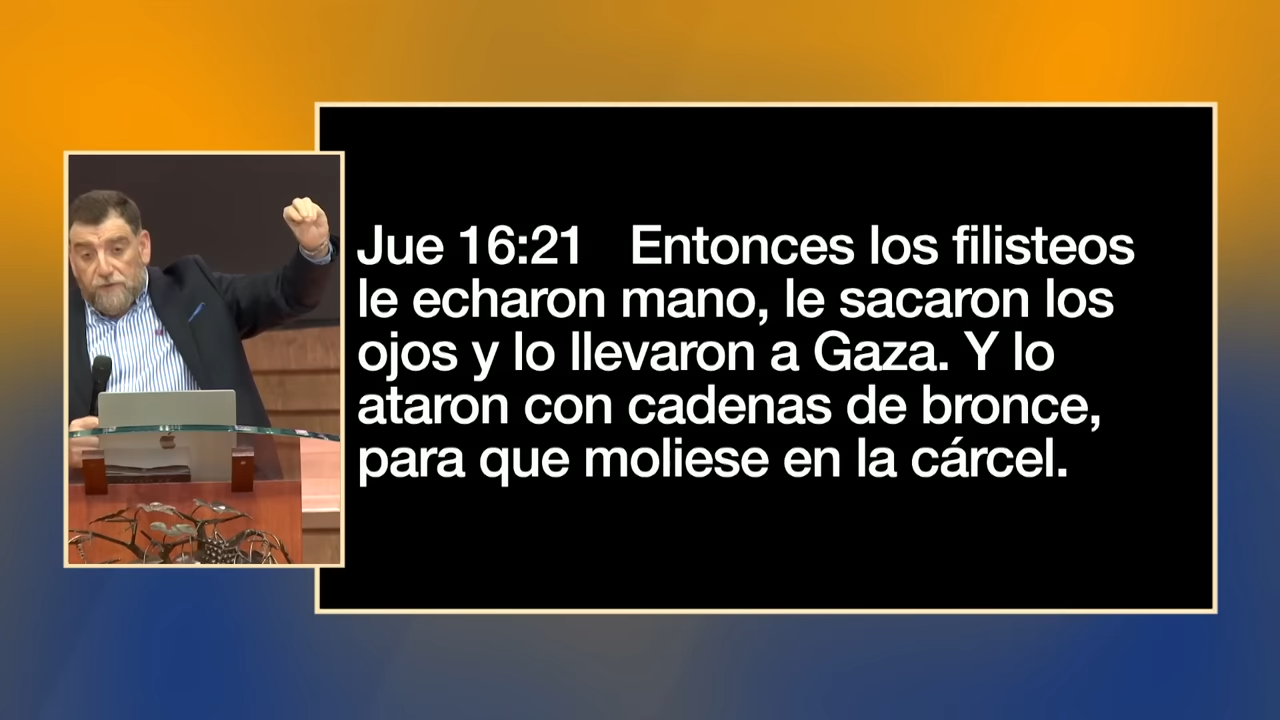 Jue 16:21 Entonces los filisteos
le echaron mano, le sacaron los
ojos y lo llevaron a Gaza. Y lo
ataron con cadenas de bronce,
para que moliese en la cárcel.